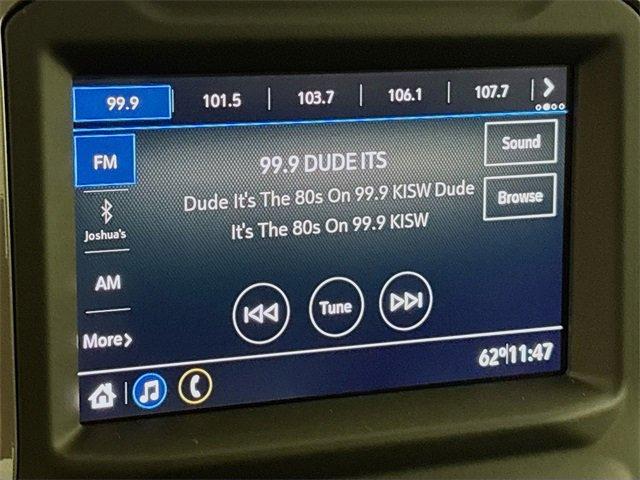 99.9 101.5 103.7 106.1 107.7
FM
99.9 DUDE ITS
Sound
Dude It's The 80s On 99.9 KISW Dude
It's The 80s On 99.9 KISW
Browse
Joshua's
AM
Tune
More
62° 11:47